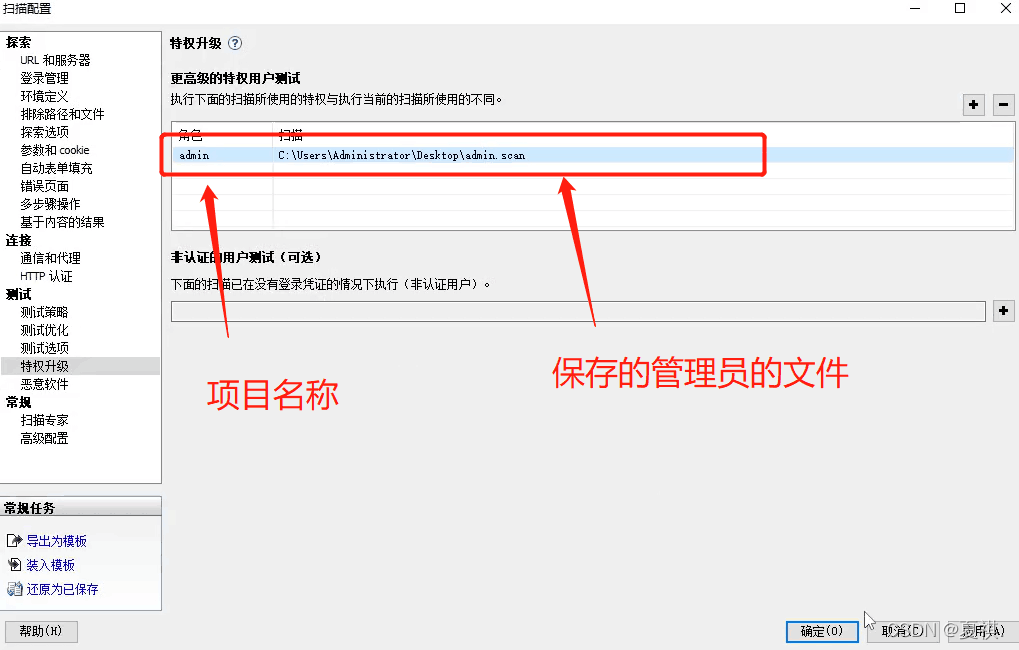 扫描配置
探索
URL 和服务器
登录管理
环境定义
排除路径和文件
探索选项
参数和 cookie
自动表单填充
错误页面
多步骤操作
基于内容的结果
连接
通信和代理
HTTP 认证
测试
测试策略
测试优化
测试选项
特权升级
恶意软件
常规
扫描专家
高级配置
常规任务
导出为模板
装入模板
还原为已保存
特权升级 ?
更高级的特权用户测试
执行下面的扫描所使用的特权与执行当前的扫描所使用的不同。
角色 扫描
admin C:\Users\Administrator\Desktop\admin.scan
非认证的用户测试（可选）
下面的扫描已在没有登录凭证的情况下执行（非认证用户）。
项目名称
保存的管理员的文件
帮助(H)
确定(O)
取消(C)
应用(A)
CSDN @夏祺